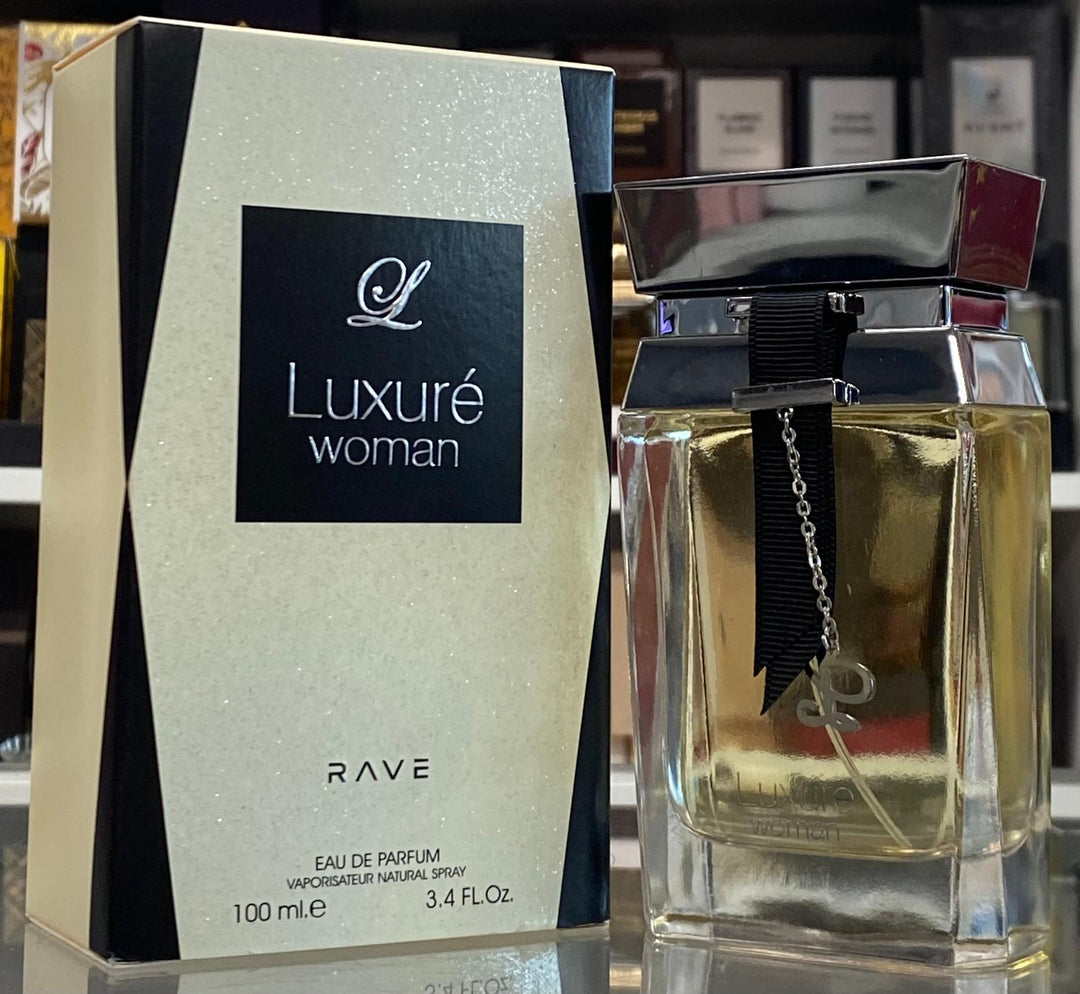 L
Luxuré
woman
RAVE
EAU DE PARFUM
VAPORISATEUR NATURAL SPRAY
100 ml.e 3.4 FL.Oz.
L
Luxuré
woman